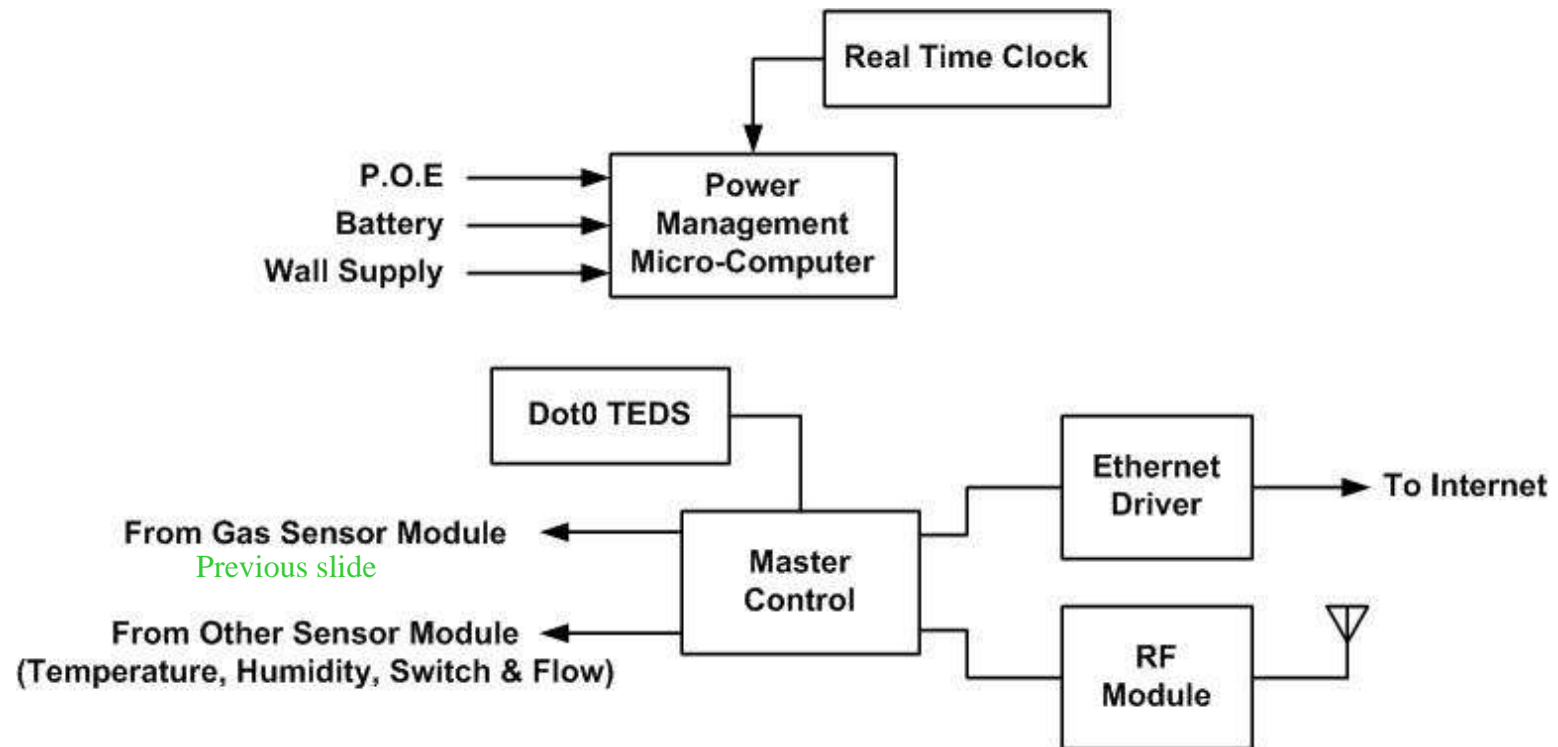 Real Time Clock
P.O.E
Battery
Wall Supply
Power
Management
Micro-Computer
Dot0 TEDS
Ethernet
Driver
To Internet
From Gas Sensor Module
Previous slide
Master
Control
From Other Sensor Module
(Temperature, Humidity, Switch & Flow)
RF
Module